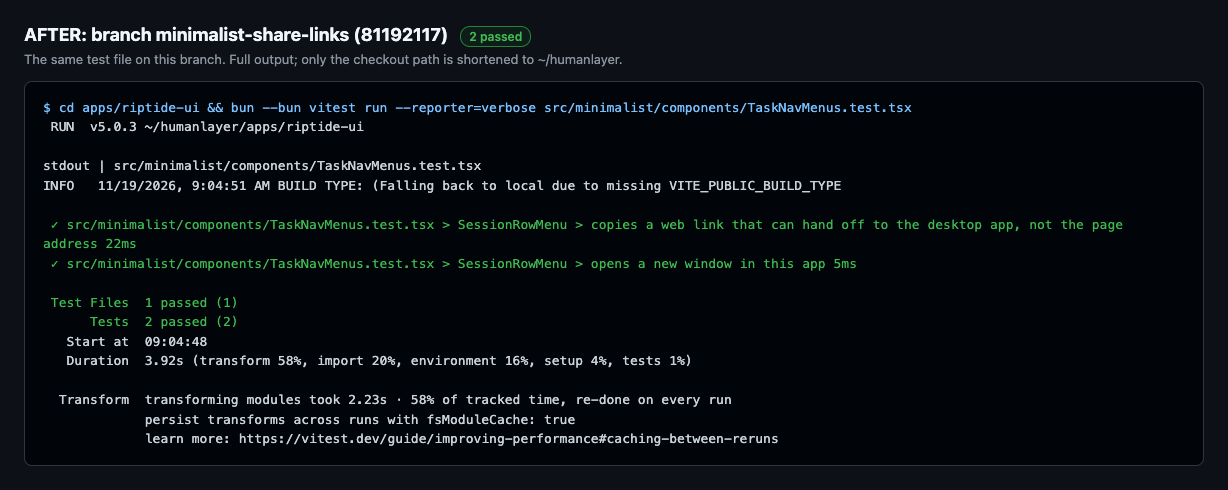 AFTER: branch minimalist-share-links (81192117) 2 passed
The same test file on this branch. Full output; only the checkout path is shortened to ~/humanlayer.
$ cd apps/riptide-ui && bun --bun vitest run --reporter=verbose src/minimalist/components/TaskNavMenus.test.tsx
RUN v5.0.3 ~/humanlayer/apps/riptide-ui
stdout | src/minimalist/components/TaskNavMenus.test.tsx
INFO 11/19/2026, 9:04:51 AM BUILD TYPE: (Falling back to local due to missing VITE_PUBLIC_BUILD_TYPE
✓ src/minimalist/components/TaskNavMenus.test.tsx > SessionRowMenu > copies a web link that can hand off to the desktop app, not the page
address 22ms
✓ src/minimalist/components/TaskNavMenus.test.tsx > SessionRowMenu > opens a new window in this app 5ms
Test Files 1 passed (1)
Tests 2 passed (2)
Start at 09:04:48
Duration 3.92s (transform 58%, import 20%, environment 16%, setup 4%, tests 1%)
Transform transforming modules took 2.23s · 58% of tracked time, re-done on every run
persist transforms across runs with fsModuleCache: true
learn more: https://vitest.dev/guide/improving-performance#caching-between-reruns